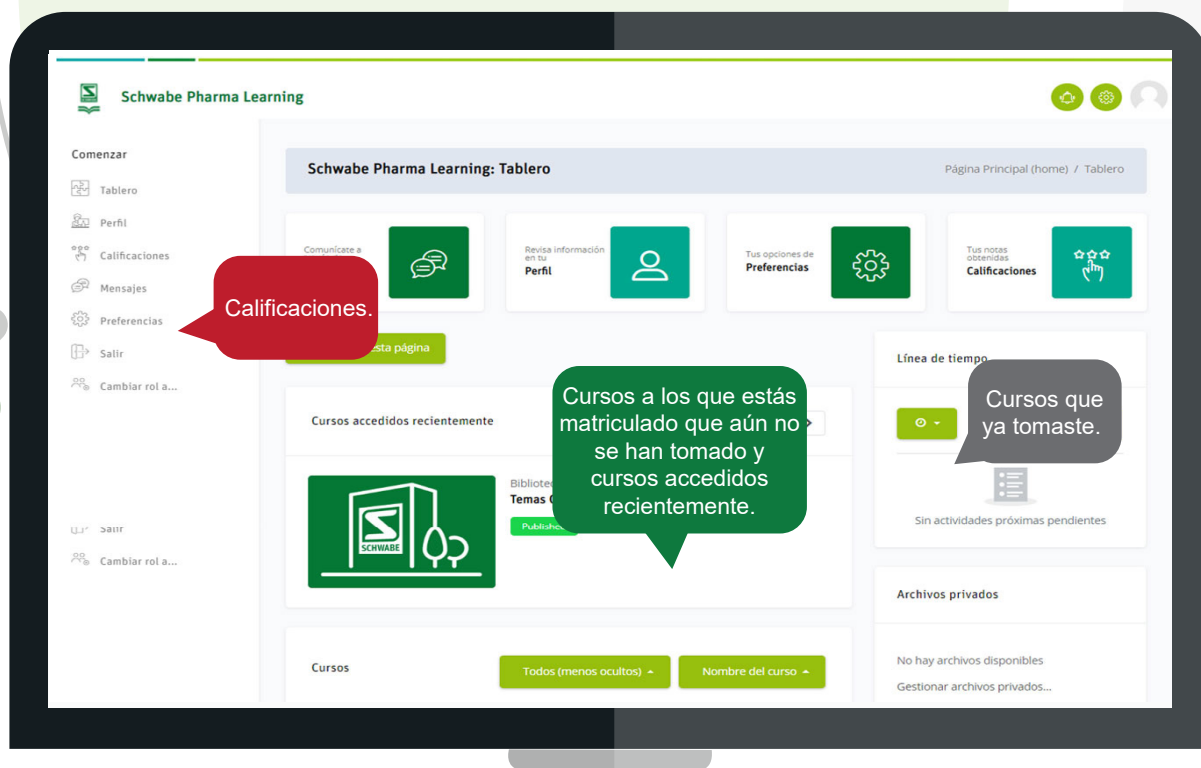 Schwabe Pharma Learning
Comenzar
Tablero
Perfil
Calificaciones
Mensajes
Preferencias
Salir
Cambiar rol a...
Salir
Cambiar rol a...
Schwabe Pharma Learning: Tablero
Página Principal (home) / Tablero
Comunícate a
Revisa información
en tu
Perfil
Tus opciones de
Preferencias
Tus notas
obtenidas
Calificaciones
Calificaciones.
esta página
Cursos accedidos recientemente
Cursos a los que estás
matriculado que aún no
se han tomado y
cursos accedidos
recientemente.
SCHWABE
Temas
Cursos
Todos (menos ocultos)
Nombre del curso
Línea de tiempo
Cursos que
ya tomaste.
Sin actividades próximas pendientes
Archivos privados
No hay archivos disponibles
Gestionar archivos privados...